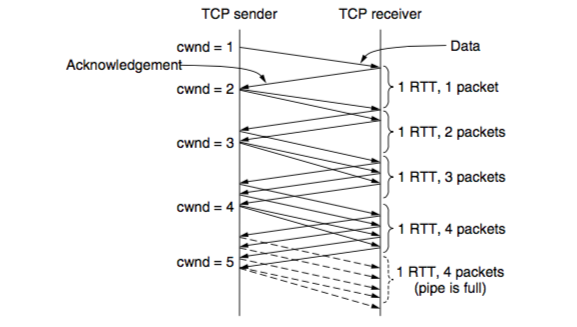 TCP sender
TCP receiver
cwnd = 1
Data
Acknowledgement
1 RTT, 1 packet
cwnd = 2
1 RTT, 2 packets
cwnd = 3
1 RTT, 3 packets
cwnd = 4
1 RTT, 4 packets
cwnd = 5
1 RTT, 4 packets
(pipe is full)